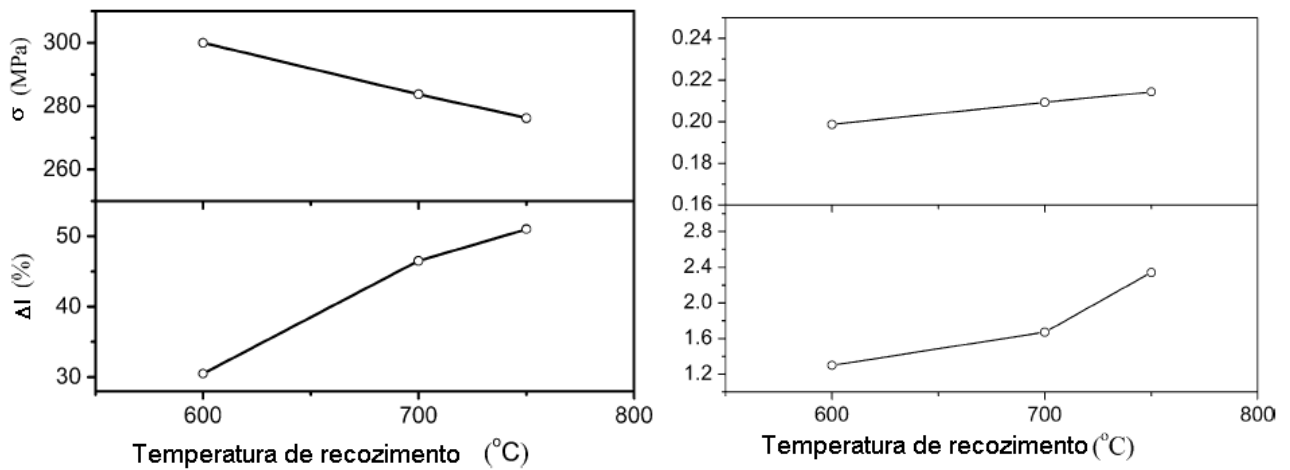 300
280
260
σ (MPa)
50
40
30
Δl (%)
600 700 800
Temperatura de recozimento (°C)
0.24
0.22
0.20
0.18
0.16
2.8
2.4
2.0
1.6
1.2
600 700 800
Temperatura de recozimento (°C)